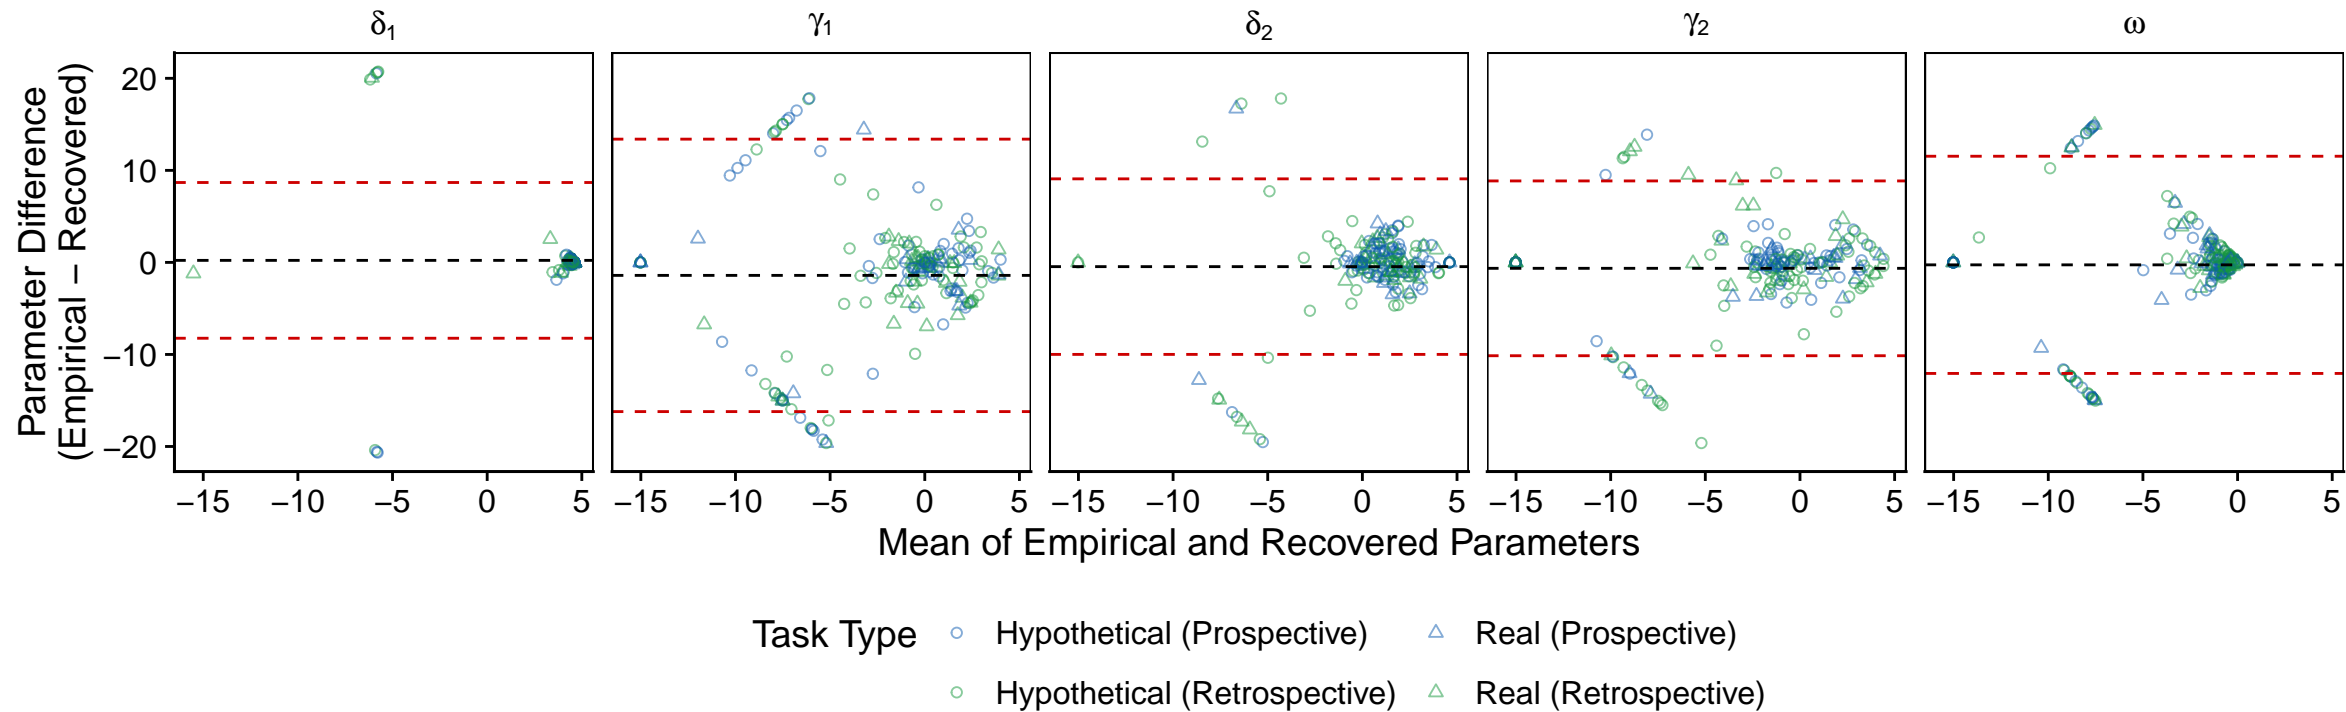 δ₁ γ₁ δ₂ γ₂ ω
Parameter Difference
(Empirical – Recovered)
20
10
0
−10
−20
−15 −10 −5 0 5 −15 −10 −5 0 5 −15 −10 −5 0 5 −15 −10 −5 0 5 −15 −10 −5 0 5
Mean of Empirical and Recovered Parameters
Task Type
Hypothetical (Prospective) Real (Prospective)
Hypothetical (Retrospective) Real (Retrospective)